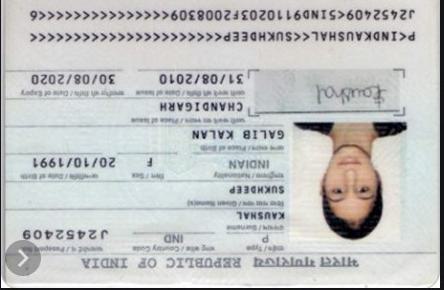 भारत गणराज्य REPUBLIC OF INDIA
टाईप / Type
P
राष्ट्र कोड / Country Code
IND
पासपोर्ट नं. / Passport No.
J2452409
उपनाम / Surname
KAUSHAL
दिया गया नाम / Given Name(s)
SUKHDEEP
राष्ट्रीयता / Nationality
INDIAN
लिंग / Sex
F
जन्मतिथि / Date of Birth
20/10/1991
जन्म स्थान / Place of Birth
GALIB KALAN
जारी करने का स्थान / Place of Issue
CHANDIGARH
जारी करने की तिथि / Date of Issue
31/08/2010
समाप्ति की तिथि / Date of Expiry
30/08/2020
Kaushal
P<INDKAUSHAL<<SUKHDEEP<<<<<<<<<<<<<<<<<<<<<<
J2452409<5IND9110203F2008309<<<<<<<<<<<<<<<6